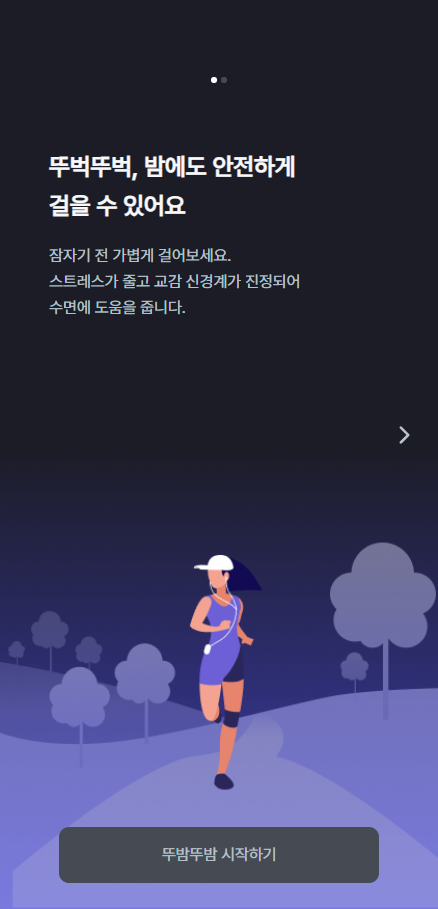 뚜벅뚜벅, 밤에도 안전하게
걸을 수 있어요
잠자기 전 가볍게 걸어보세요.
스트레스가 줄고 교감 신경계가 진정되어
수면에 도움을 줍니다.
뚜밤뚜밤 시작하기